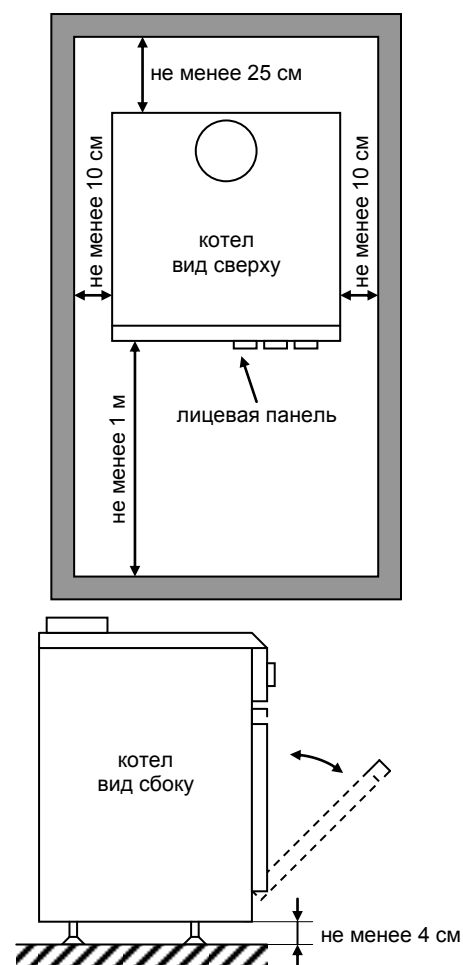 не менее 25 см
не менее 10 см
не менее 10 см
котел
вид сверху
лицевая панель
не менее 1 м
котел
вид сбоку
не менее 4 см